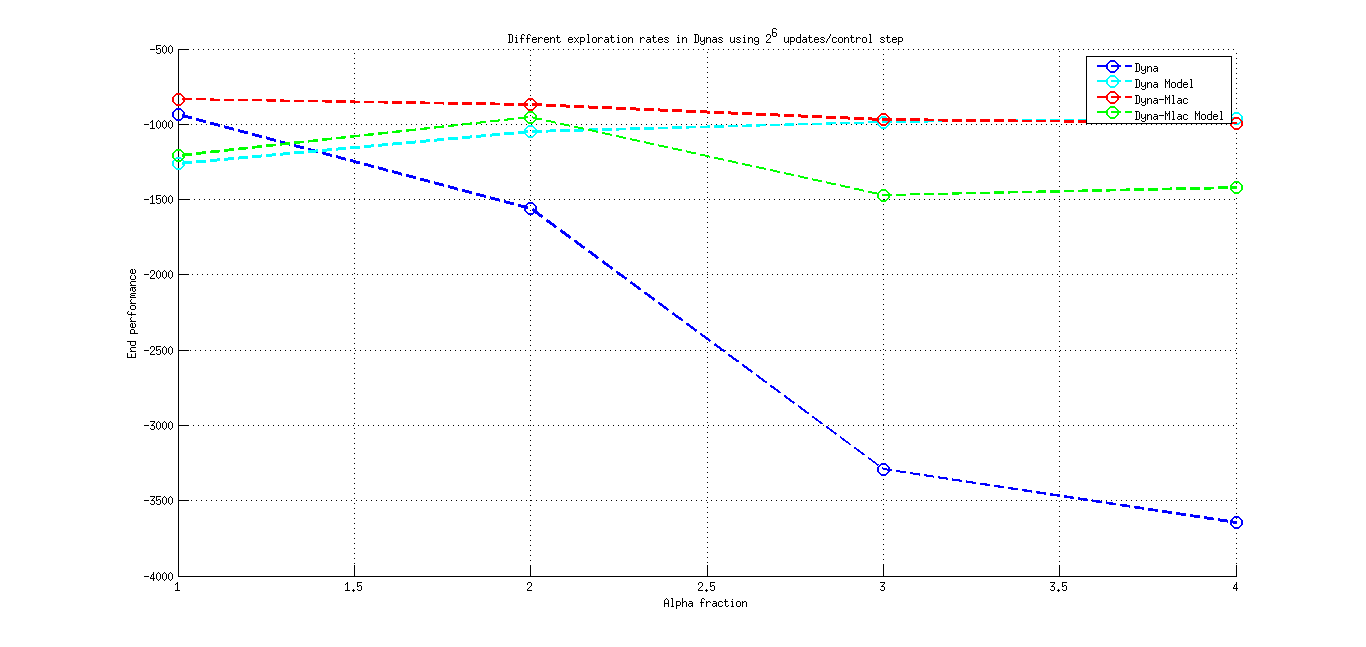 Different exploration rates in Dynas using 2^6 updates/control step
-500
-1000
-1500
-2000
-2500
-3000
-3500
-4000
End performance
1 1.5 2 2.5 3 3.5 4
Alpha fraction
Dyna
Dyna Model
Dyna-Mlac
Dyna-Mlac Model